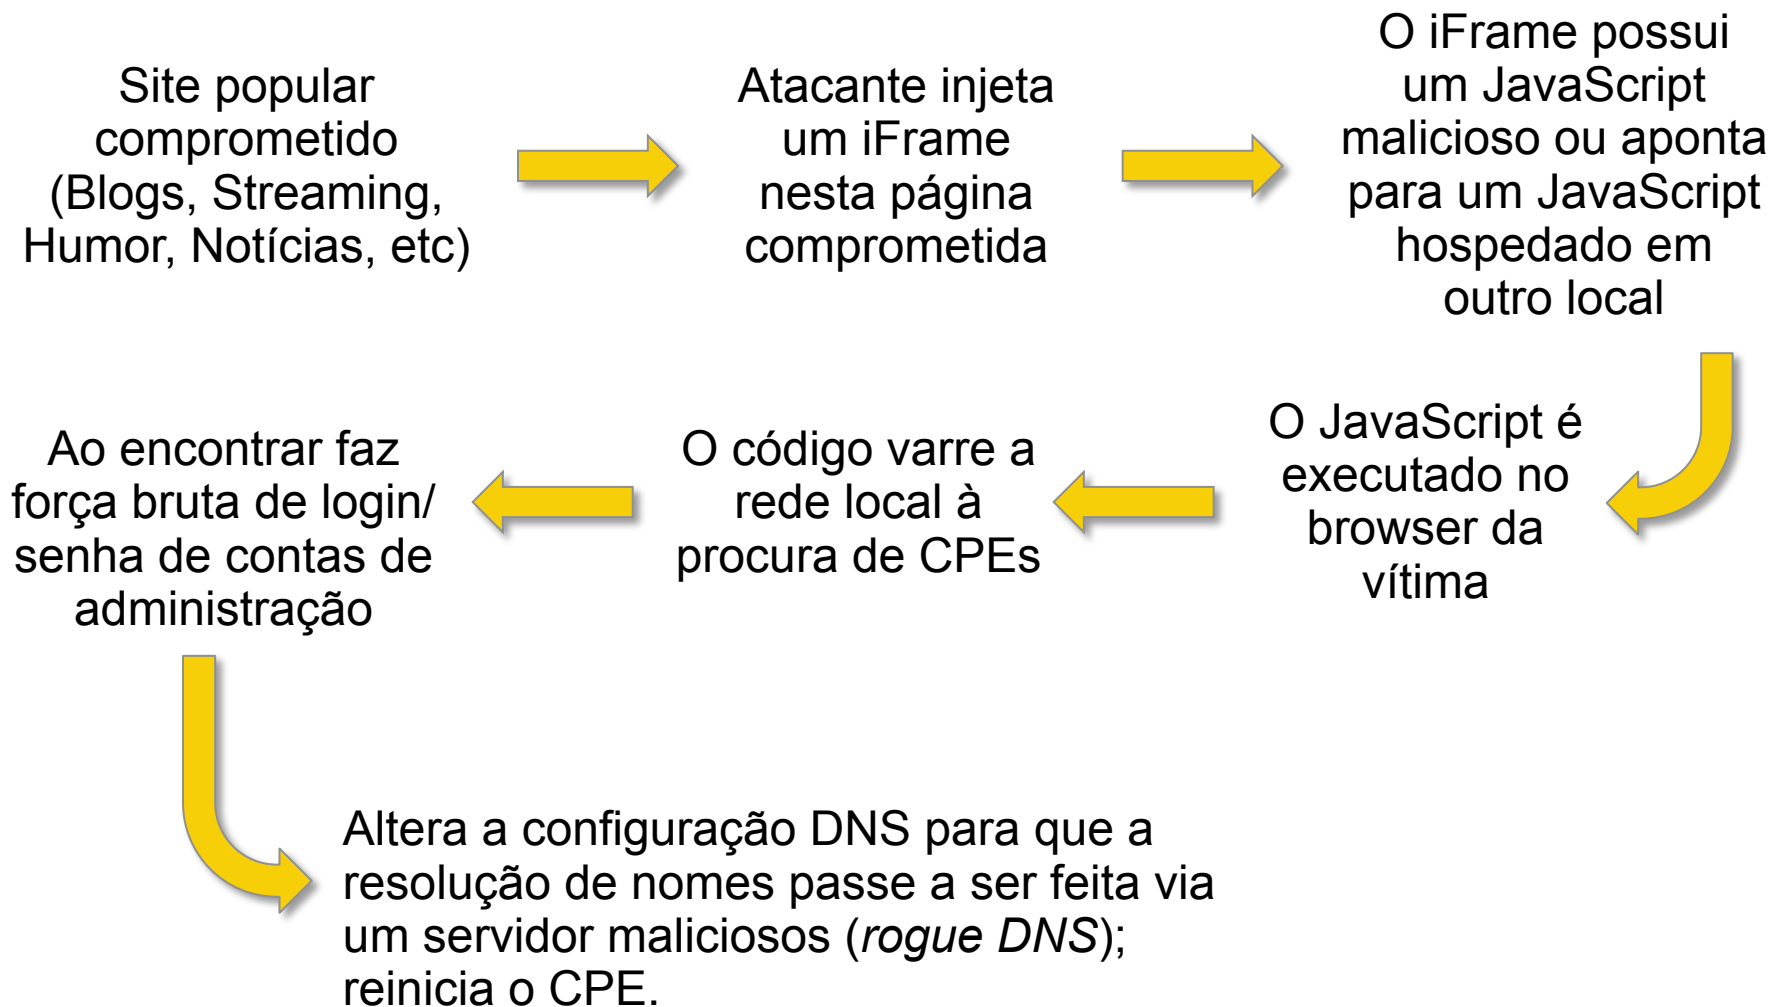 Site popular
comprometido
(Blogs, Streaming,
Humor, Notícias, etc)
Atacante injeta
um iFrame
nesta página
comprometida
O iFrame possui
um JavaScript
malicioso ou aponta
para um JavaScript
hospedado em
outro local
O JavaScript é
executado no
browser da
vítima
O código varre a
rede local à
procura de CPEs
Ao encontrar faz
força bruta de login/
senha de contas de
administração
Altera a configuração DNS para que a
resolução de nomes passe a ser feita via
um servidor maliciosos (rogue DNS);
reinicia o CPE.